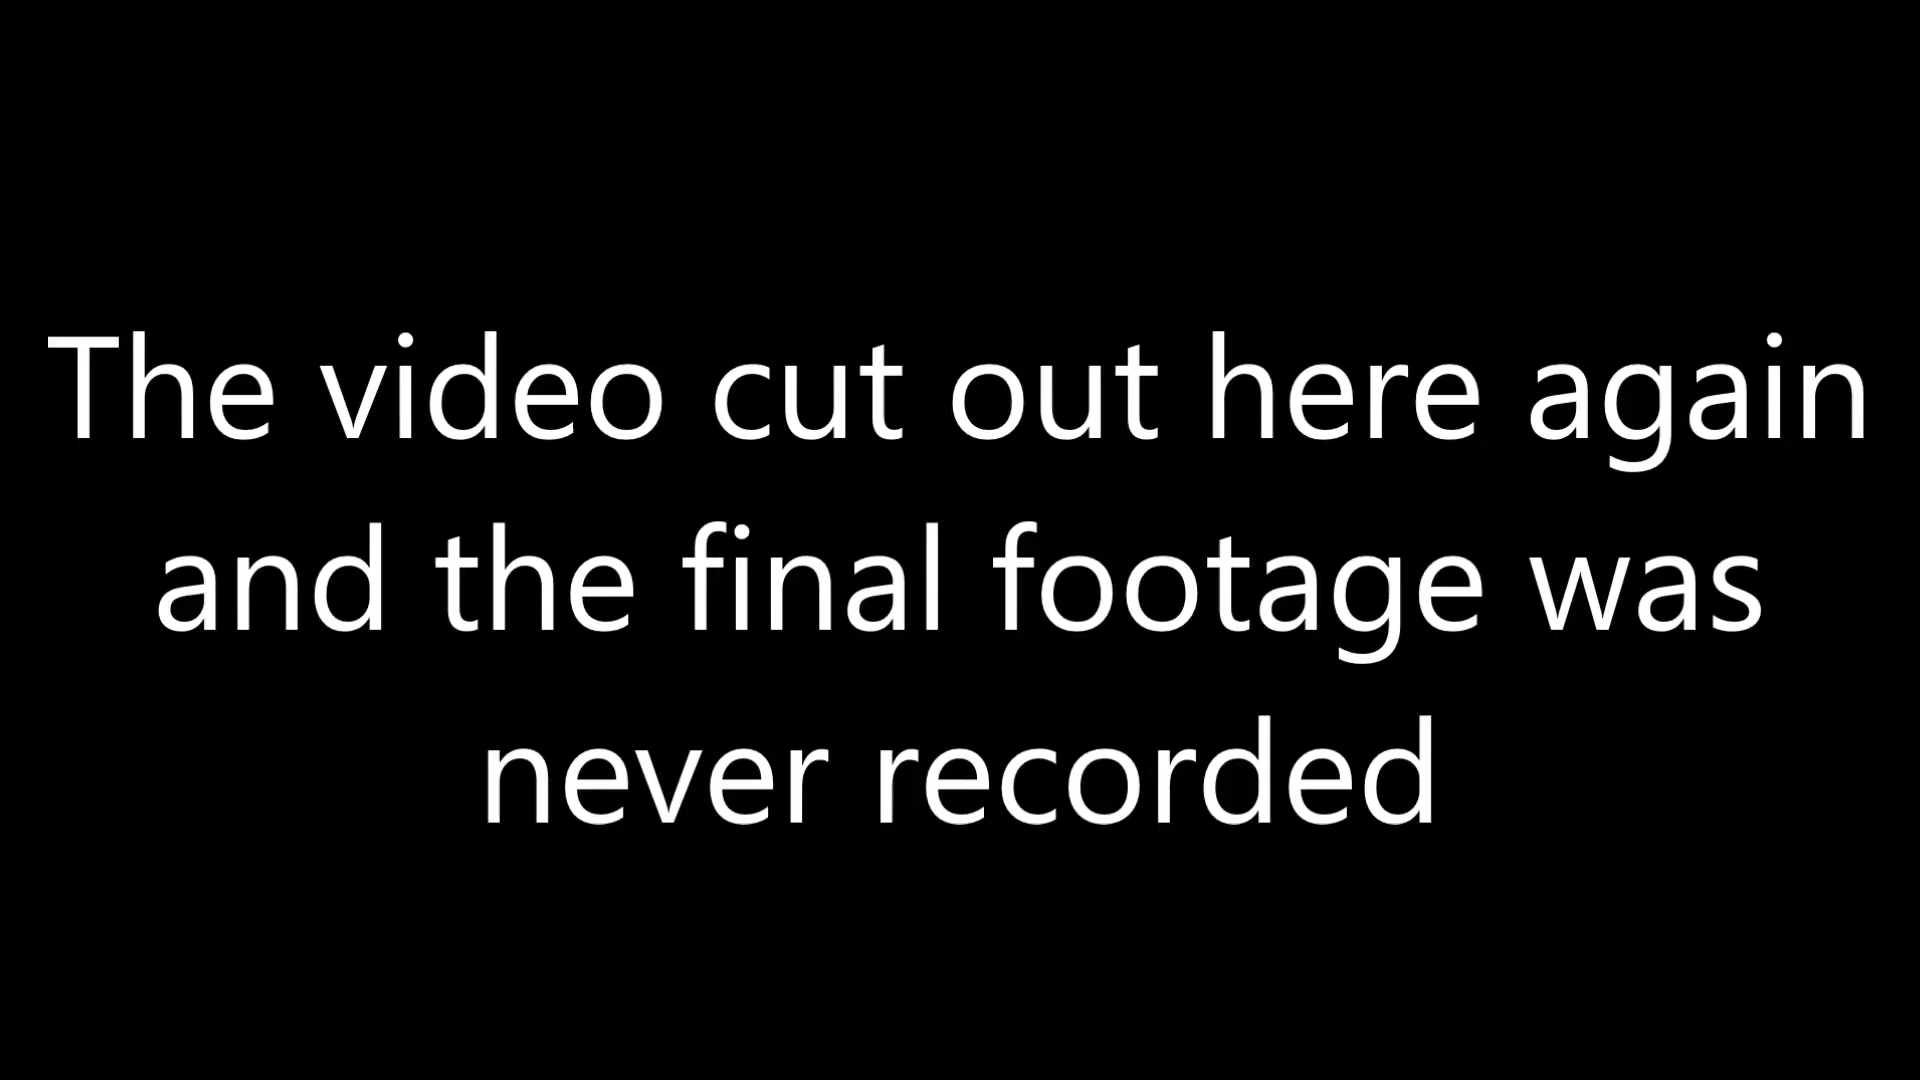 The video cut out here again
and the final footage was
never recorded